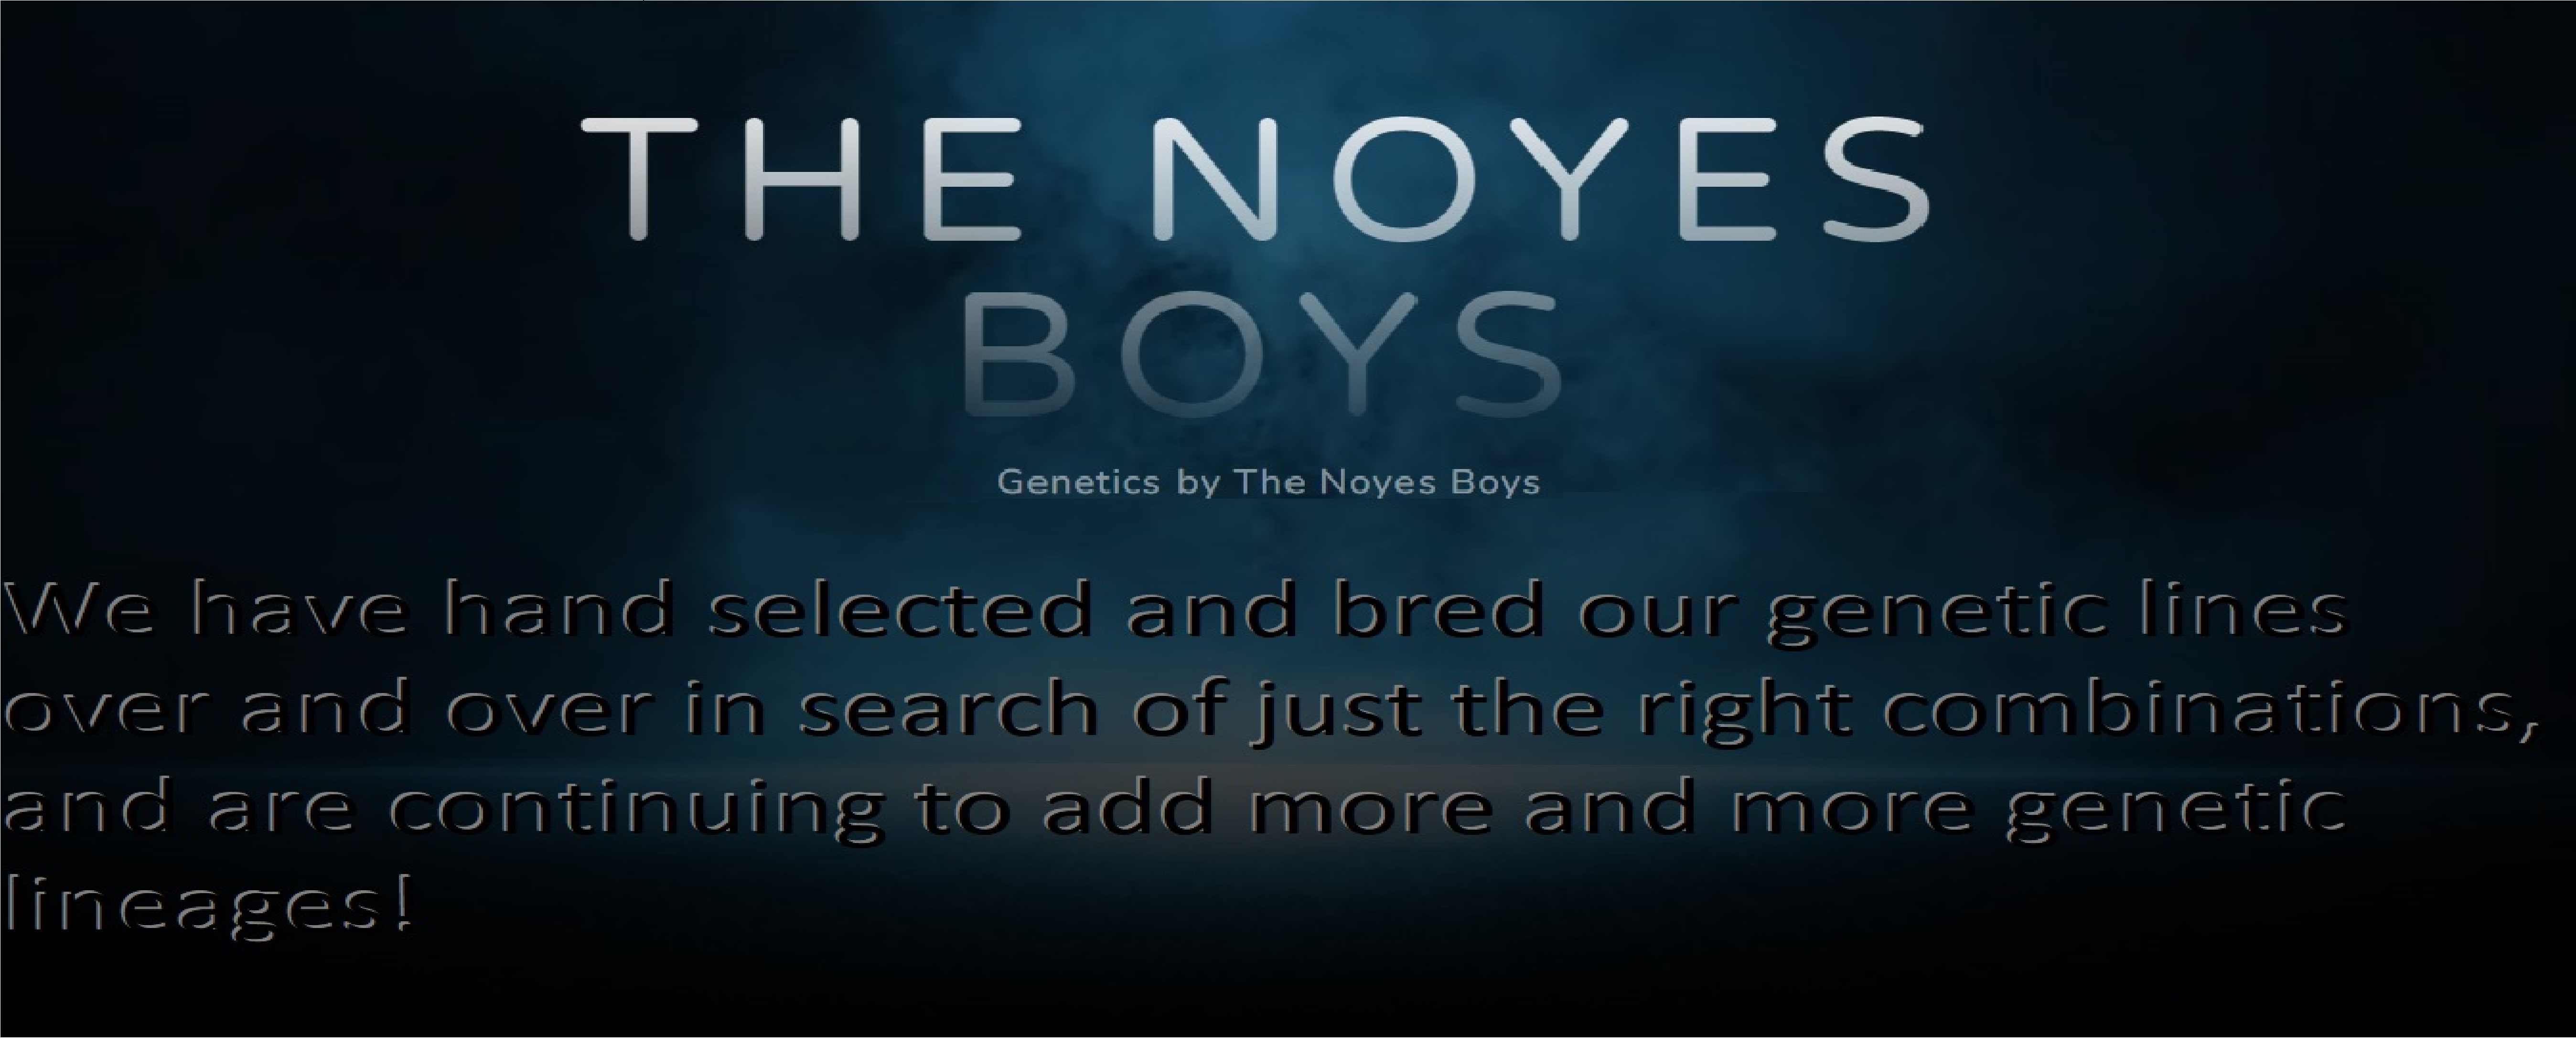 THE NOYES
BOYS
Genetics by The Noyes Boys
We have hand selected and bred our genetic lines
over and over in search of just the right combinations,
and are continuing to add more and more genetic
lineages!